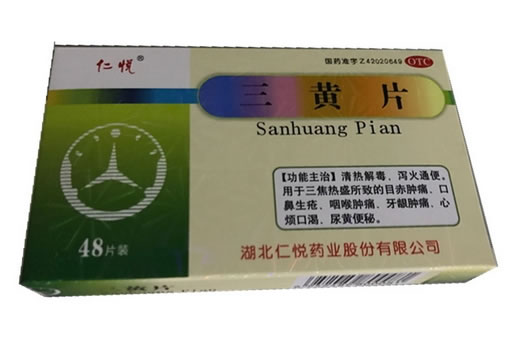 仁悦®
国药准字Z42020649 OTC
三黄片
Sanhuang Pian
【功能主治】清热解毒，泻火通便。
用于三焦热盛所致的目赤肿痛、口
鼻生疮、咽喉肿痛、牙龈肿痛、心
烦口渴、尿黄便秘。
48片装
湖北仁悦药业股份有限公司